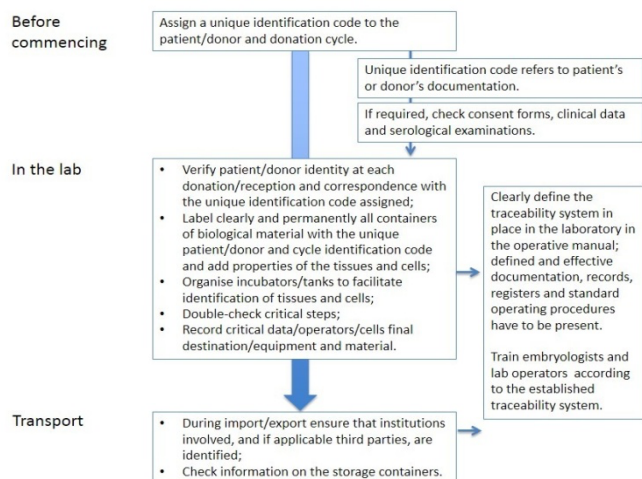 Before
commencing
Assign a unique identification code to the
patient/donor and donation cycle.
Unique identification code refers to patient's
or donor's documentation.
If required, check consent forms, clinical data
and serological examinations.
In the lab
• Verify patient/donor identity at each
donation/reception and correspondence with
the unique identification code assigned;
• Label clearly and permanently all containers
of biological material with the unique
patient/donor and cycle identification code
and add properties of the tissues and cells;
• Organise incubators/tanks to facilitate
identification of tissues and cells;
• Double-check critical steps;
• Record critical data/operators/cells final
destination/equipment and material.
Clearly define the
traceability system in
place in the laboratory in
the operative manual;
defined and effective
documentation, records,
registers and standard
operating procedures
have to be present.
Train embryologists and
lab operators according
to the established
traceability system.
Transport
• During import/export ensure that institutions
involved, and if applicable third parties, are
identified;
• Check information on the storage containers.